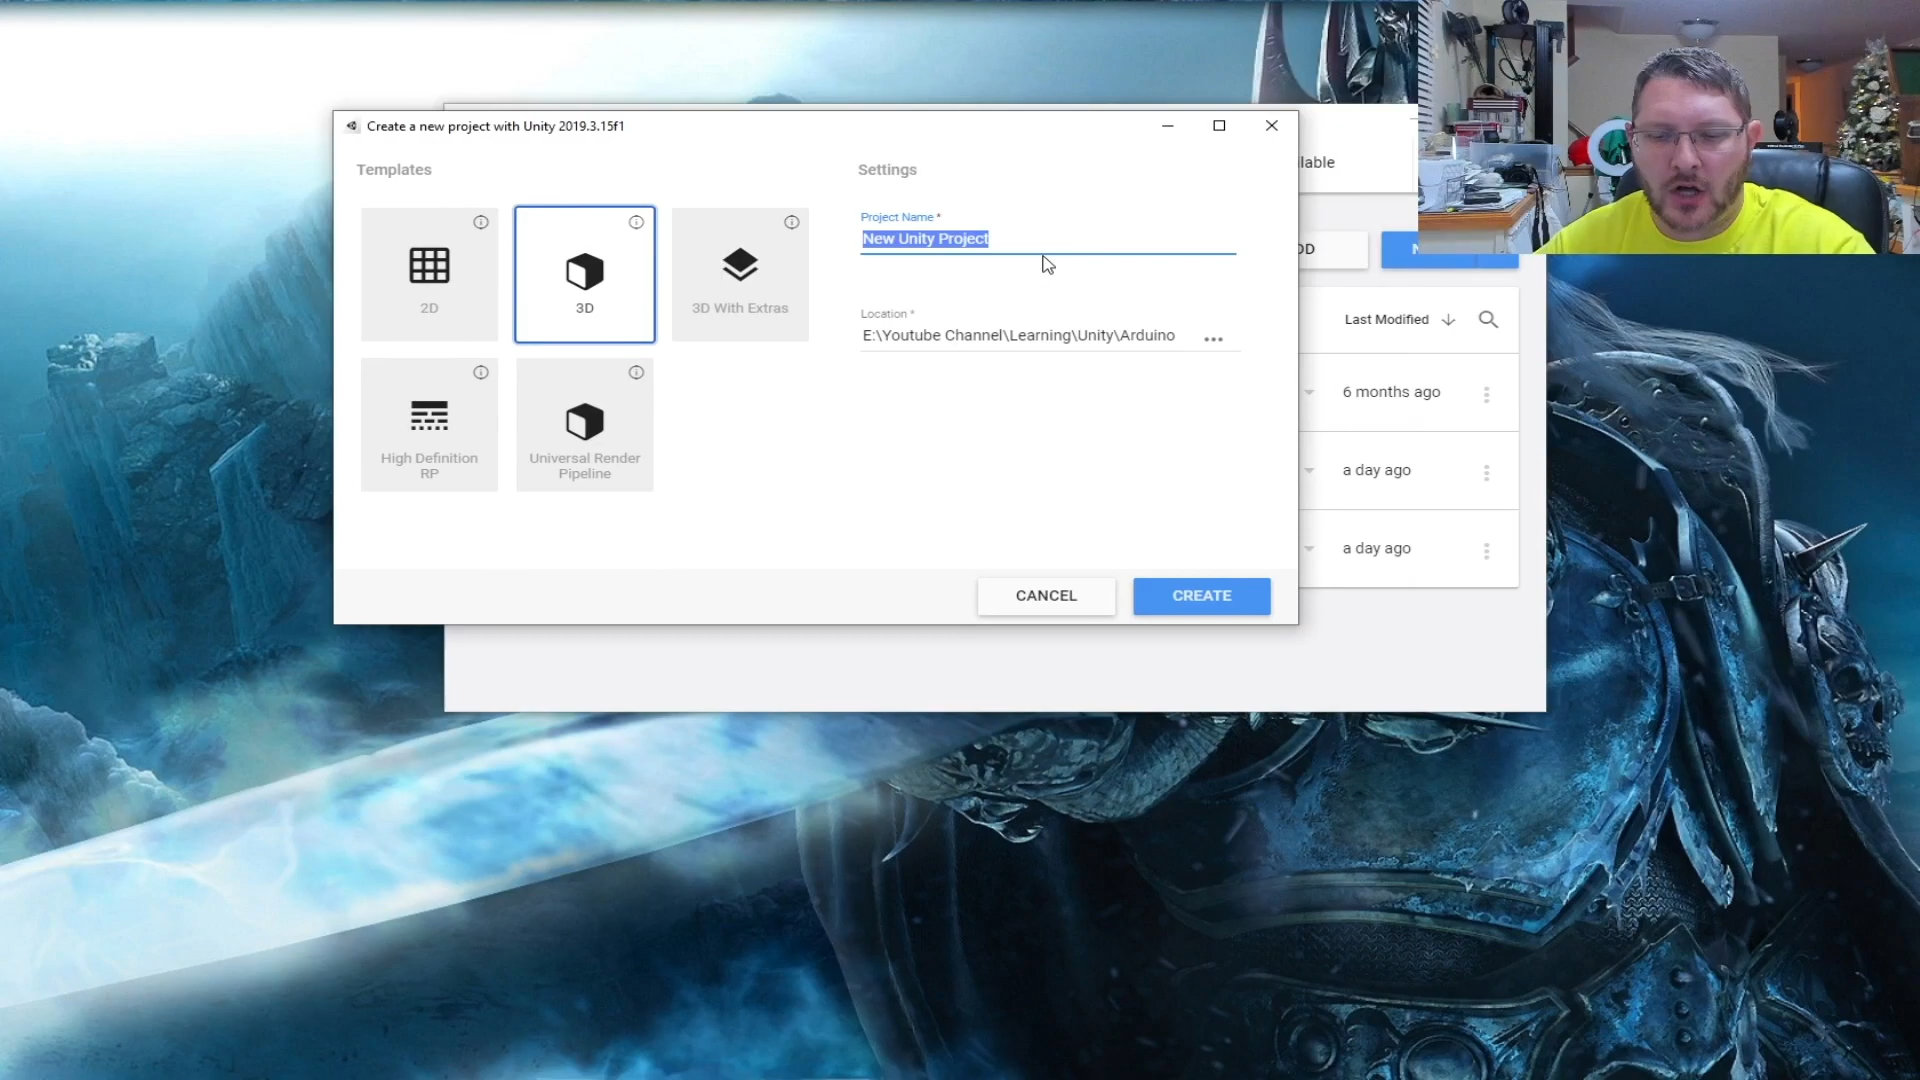 Create a new project with Unity 2019.3.15f1
Templates
Settings
2D
3D
3D With Extras
High Definition
RP
Universal Render
Pipeline
Project Name *
New Unity Project
Location *
E:\Youtube Channel\Learning\Unity\Arduino
...
CANCEL
CREATE
lable
DD
N
Last Modified
6 months ago
a day ago
a day ago